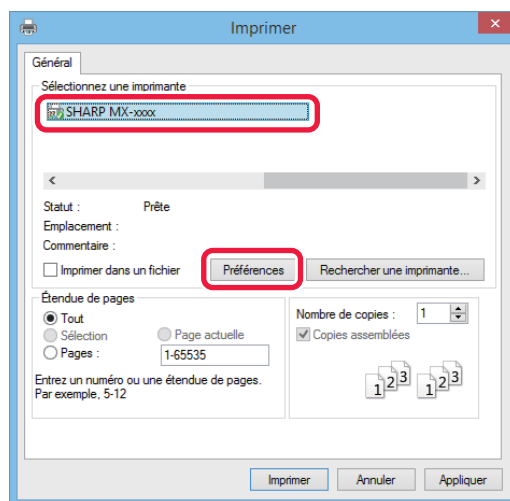 Imprimer
Général
Sélectionnez une imprimante
SHARP MX-xxxx
Statut : Prête
Emplacement :
Commentaire :
Imprimer dans un fichier Préférences Rechercher une imprimante...
Étendue de pages
Tout
Sélection Page actuelle
Pages : 1-65535
Entrez un numéro ou une étendue de pages.
Par exemple, 5-12
Nombre de copies : 1
Copies assemblées
1 2 3 1 2 3
Imprimer Annuler Appliquer